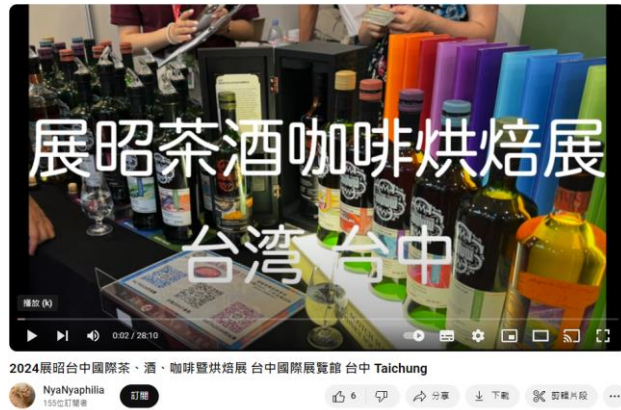 展昭茶酒咖啡烘焙展
台湾 台中
播放 (k)
0:02 / 28:10
2024展昭台中國際茶、酒、咖啡暨烘焙展 台中國際展覽館 台中 Taichung
NyaNyaphilia
155位訂閱者
訂閱
6
分享
下載
剪輯片段